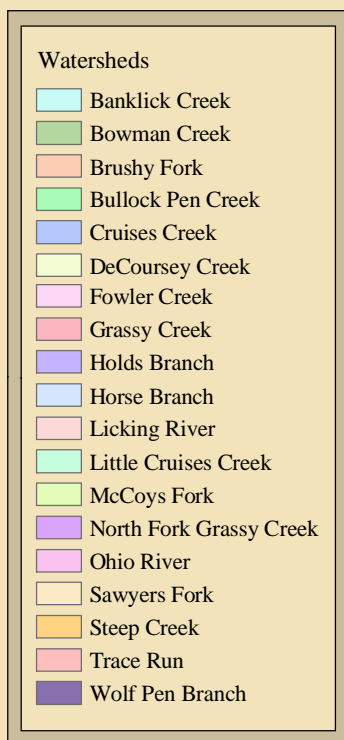 Watersheds
Banklick Creek
Bowman Creek
Brushy Fork
Bullock Pen Creek
Cruises Creek
DeCoursey Creek
Fowler Creek
Grassy Creek
Holds Branch
Horse Branch
Licking River
Little Cruises Creek
McCoys Fork
North Fork Grassy Creek
Ohio River
Sawyers Fork
Steep Creek
Trace Run
Wolf Pen Branch